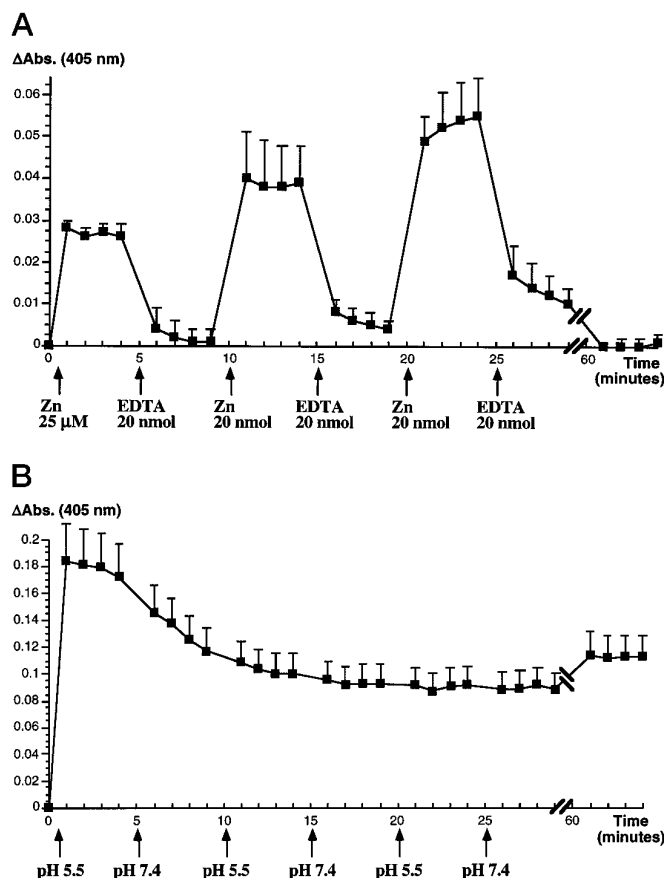 A
ΔAbs. (405 nm)
0.06
0.05
0.04
0.03
0.02
0.01
0
0 5 10 15 20 25 60 Time
(minutes)
Zn EDTA Zn EDTA Zn EDTA
25 µM 20 nmol 20 nmol 20 nmol 20 nmol 20 nmol
B
ΔAbs. (405 nm)
0.2
0.18
0.16
0.14
0.12
0.1
0.08
0.06
0.04
0.02
0
0 5 10 15 20 25 60 Time
(minutes)
pH 5.5 pH 7.4 pH 5.5 pH 7.4 pH 5.5 pH 7.4